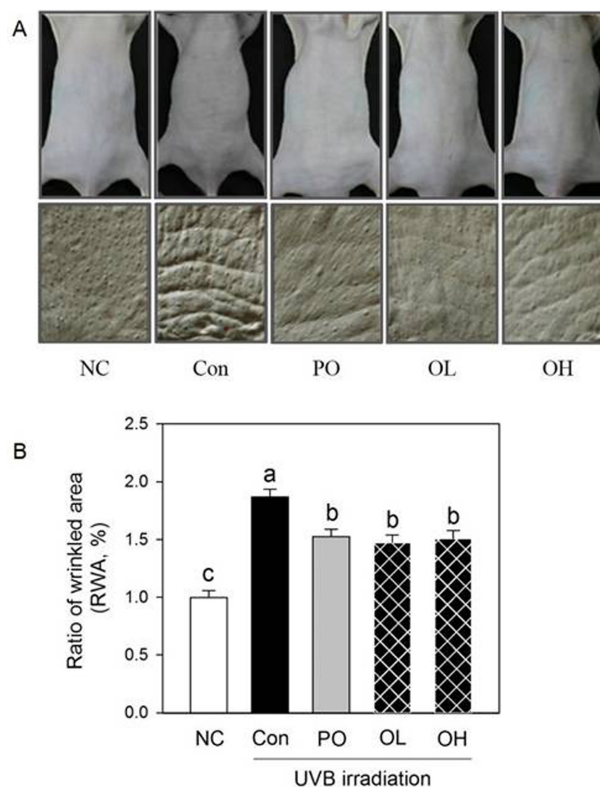 A
NC Con PO OL OH
B
Ratio of wrinkled area
(RWA, %)
2.5
2.0
1.5
1.0
0.5
0.0
c
a
b
b
b
NC Con PO OL OH
UVB irradiation